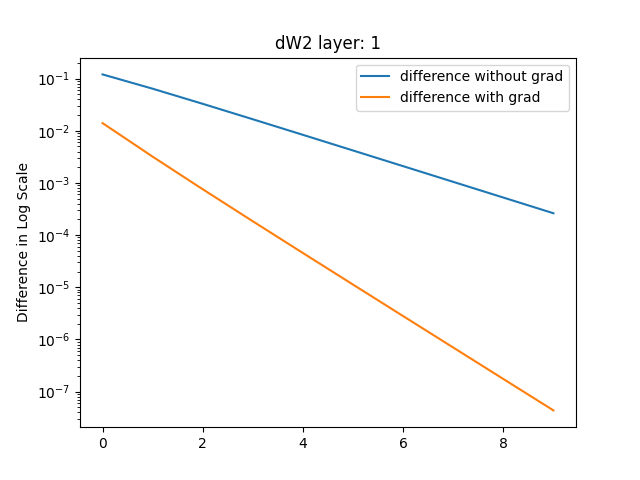 dW2 layer: 1
difference without grad
difference with grad
Difference in Log Scale
10⁻¹
10⁻²
10⁻³
10⁻⁴
10⁻⁵
10⁻⁶
10⁻⁷
0 2 4 6 8